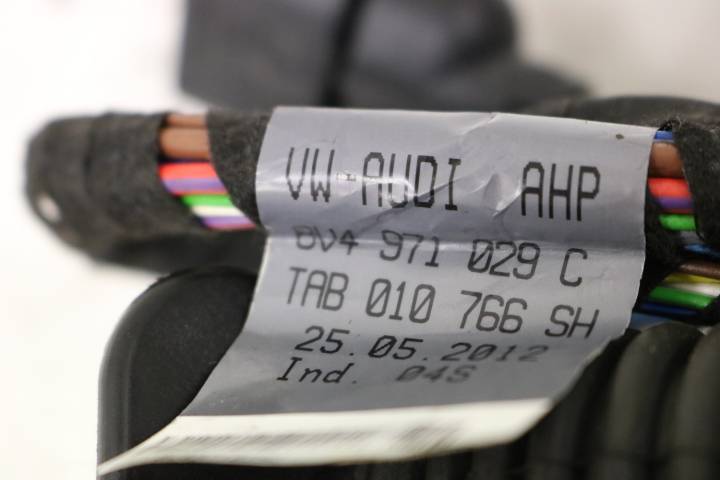 VW-AUDI AHP
8V4 971 029 C
TAB 010 766 SH
25.05.2012
Ind. 04S